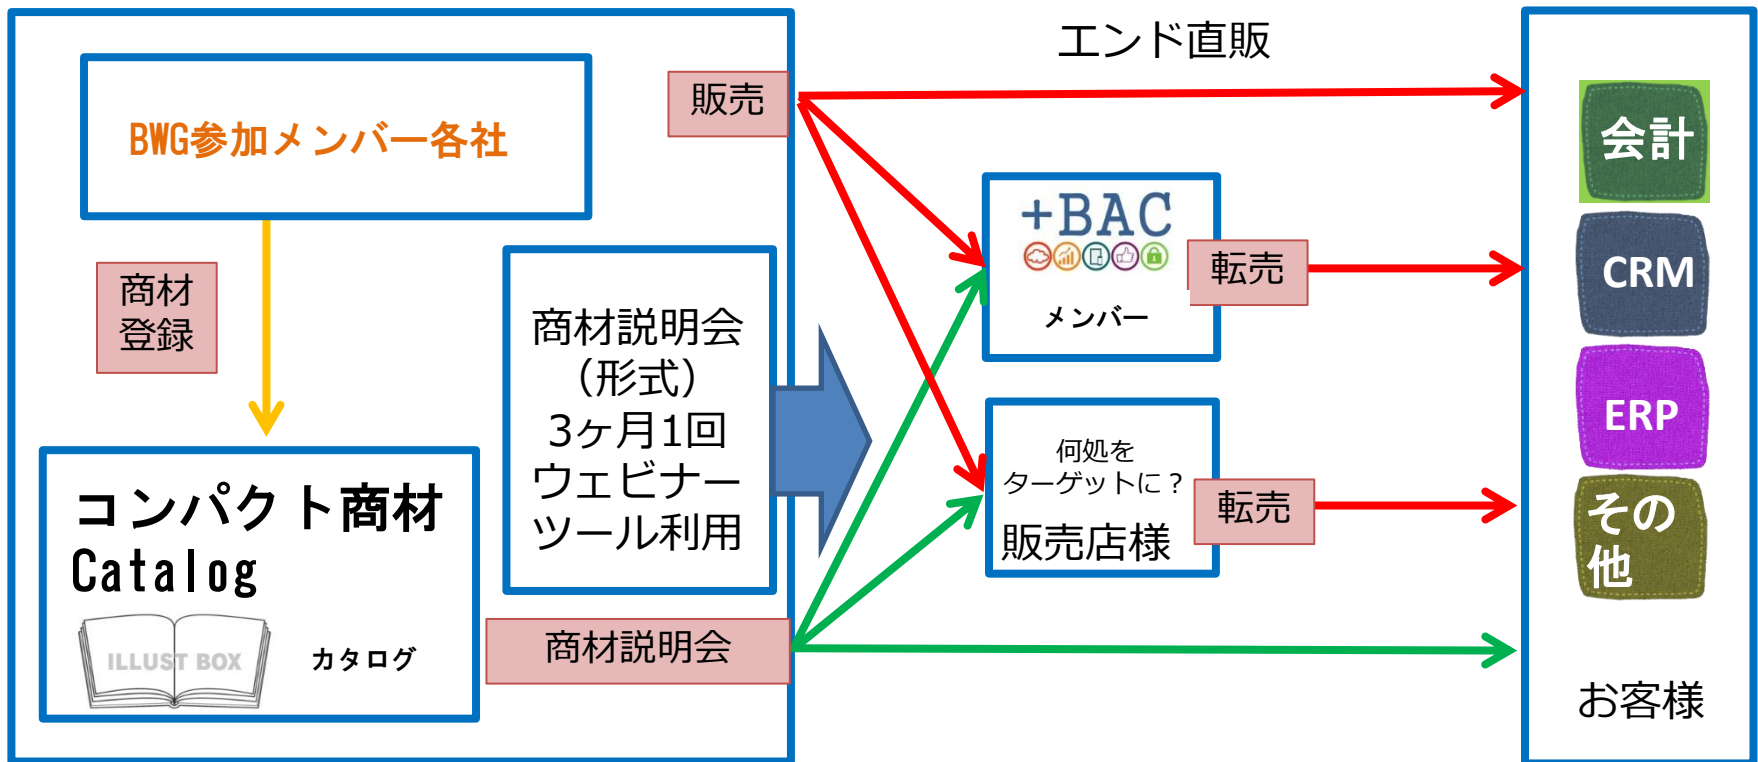 エンド直販
販売
BWG参加メンバー各社
商材
登録
商材説明会
（形式）
3ヶ月1回
ウェビナー
ツール利用
コンパクト商材
Catalog
ILLUST BOX
カタログ
商材説明会
+BAC
メンバー
転売
何処を
ターゲットに？
販売店様
転売
会計
CRM
ERP
その
他
お客様